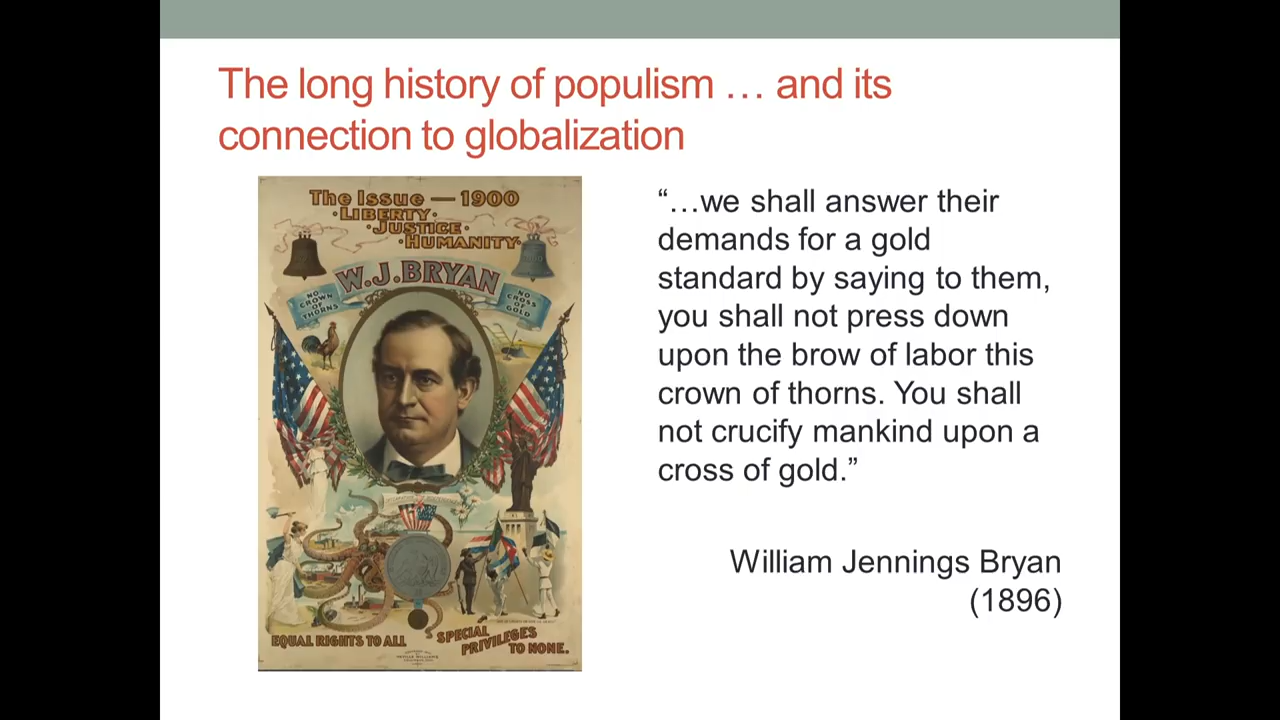 The long history of populism … and its
connection to globalization
The Issue — 1900
·LIBERTY·
·JUSTICE·
·HUMANITY·
W.J.BRYAN
NO
CROWN
OF
THORNS
NO
CROSS
OF
GOLD
EQUAL RIGHTS TO ALL
SPECIAL
PRIVILEGES
TO NONE.
“…we shall answer their
demands for a gold
standard by saying to them,
you shall not press down
upon the brow of labor this
crown of thorns. You shall
not crucify mankind upon a
cross of gold.”
William Jennings Bryan
(1896)